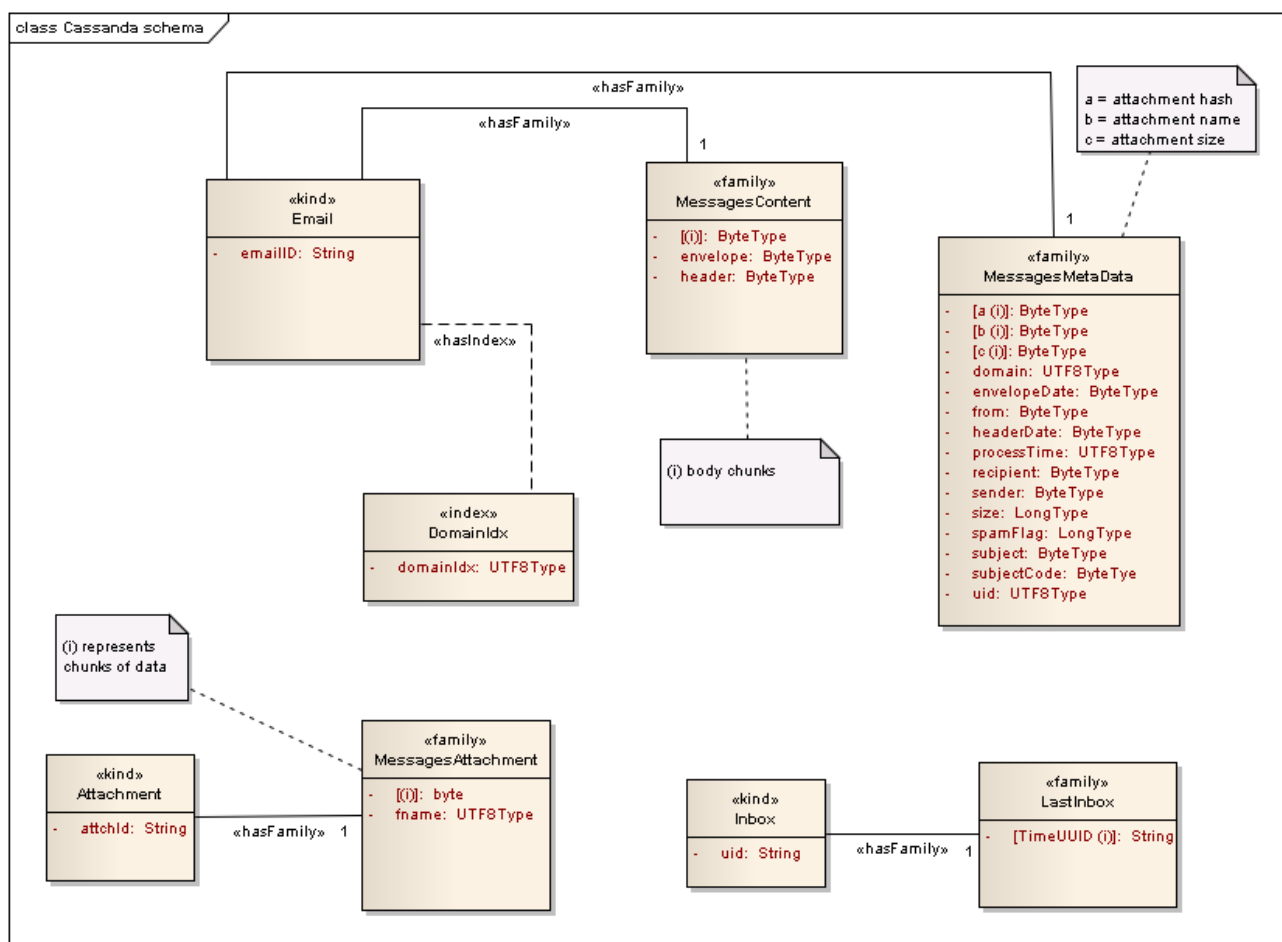 class Cassanda schema
«hasFamily»
«hasFamily»
1
1
a = attachment hash
b = attachment name
c = attachment size
«kind»
Email
- emailID: String
«family»
MessagesContent
- [(i)]: ByteType
- envelope: ByteType
- header: ByteType
«family»
MessagesMetaData
- [a (i)]: ByteType
- [b (i)]: ByteType
- [c (i)]: ByteType
- domain: UTF8Type
- envelopeDate: ByteType
- from: ByteType
- headerDate: ByteType
- processTime: UTF8Type
- recipient: ByteType
- sender: ByteType
- size: LongType
- spamFlag: LongType
- subject: ByteType
- subjectCode: ByteTye
- uid: UTF8Type
«hasIndex»
(i) body chunks
«index»
DomainIdx
- domainIdx: UTF8Type
(i) represents
chunks of data
«kind»
Attachment
- attchId: String
«hasFamily»
1
«family»
MessagesAttachment
- [(i)]: byte
- fname: UTF8Type
«kind»
Inbox
- uid: String
«hasFamily»
1
«family»
LastInbox
- [TimeUUID (i)]: String